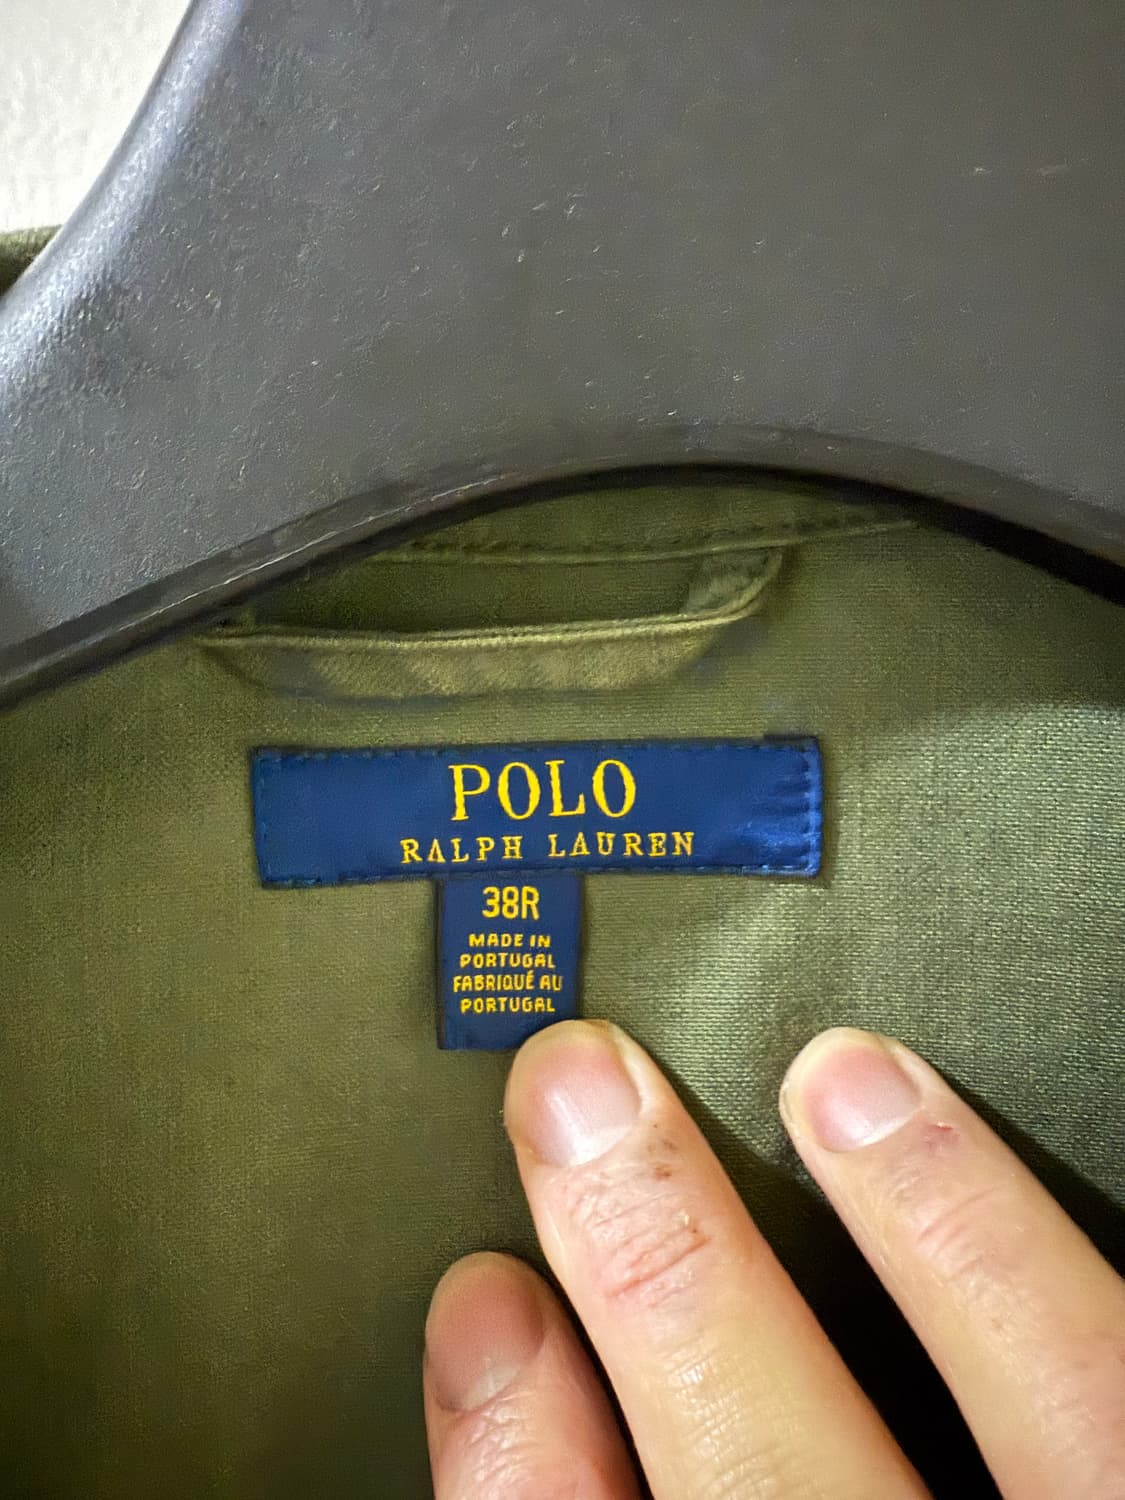 POLO
RALPH LAUREN
38R
MADE IN
PORTUGAL
FABRIQUÉ AU
PORTUGAL